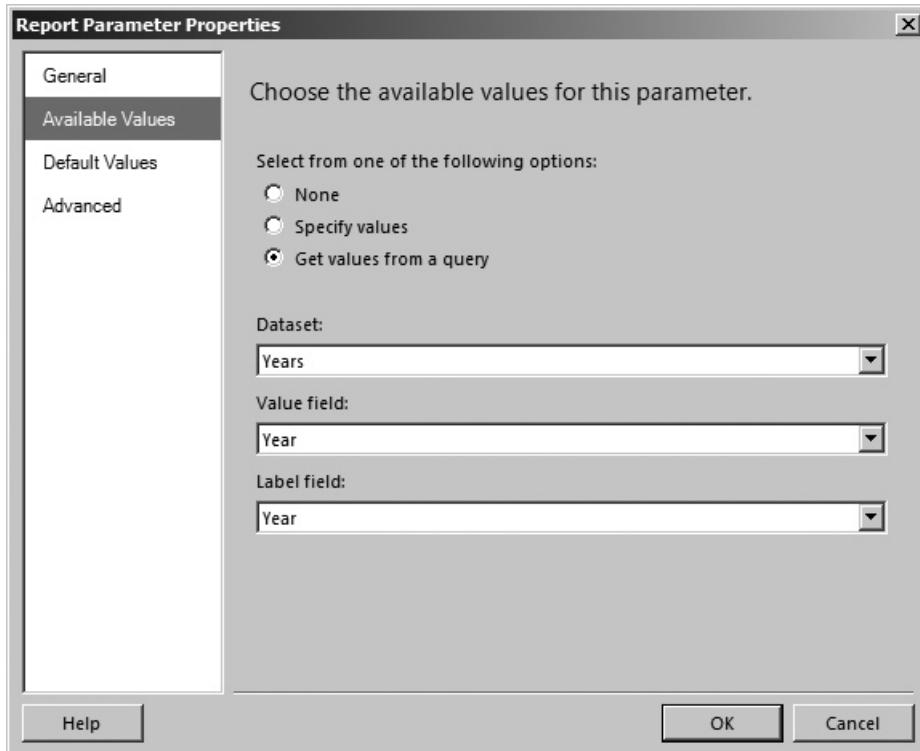 Report Parameter Properties
General
Available Values
Default Values
Advanced
Choose the available values for this parameter.
Select from one of the following options:
None
Specify values
Get values from a query
Dataset:
Years
Value field:
Year
Label field:
Year
Help
OK
Cancel